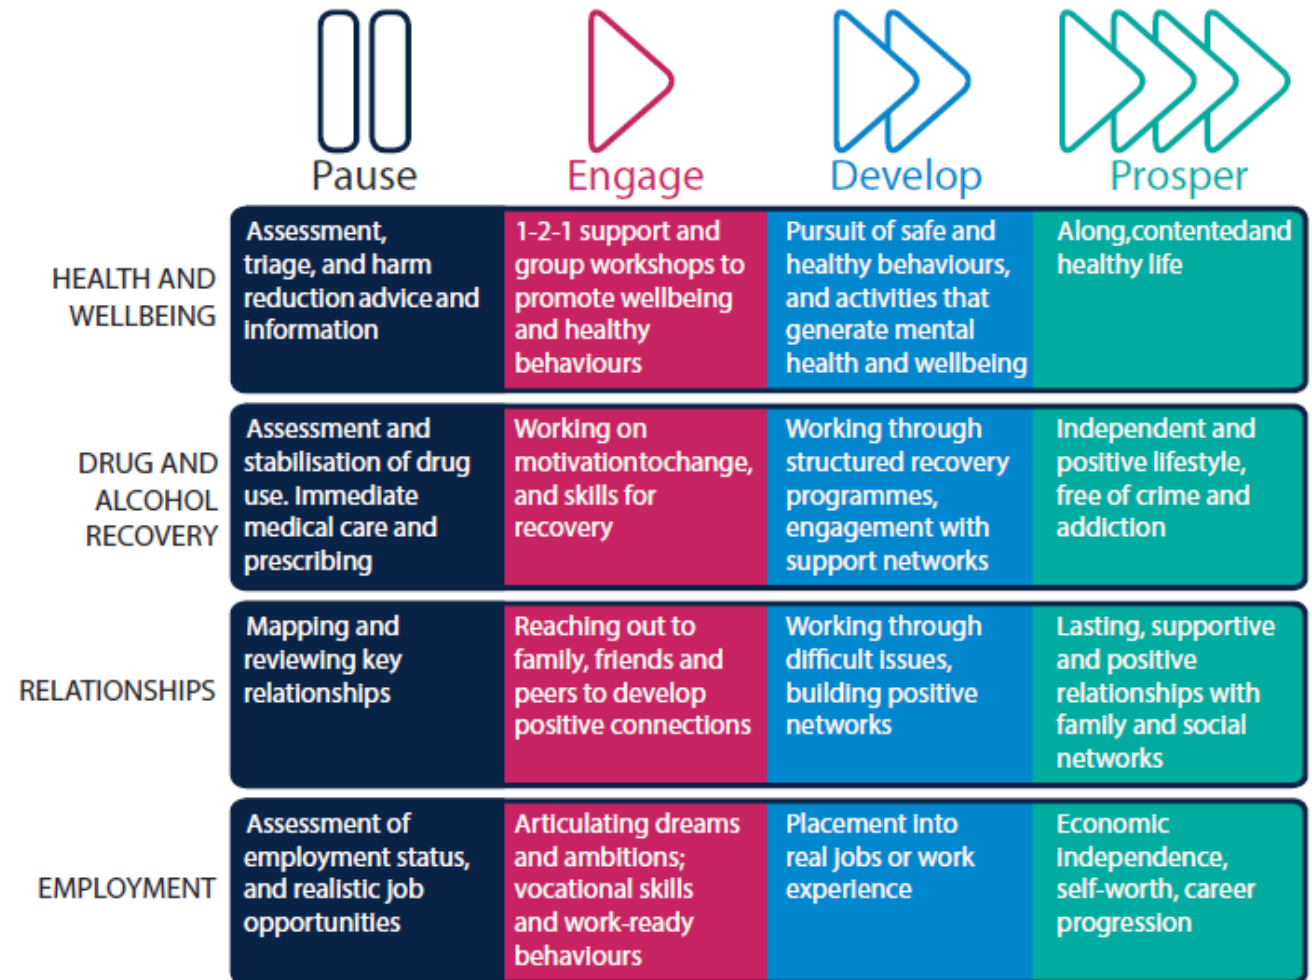 Pause
Engage
Develop
Prosper
HEALTH AND
WELLBEING
Assessment,
triage, and harm
reduction advice and
information
1-2-1 support and
group workshops to
promote wellbeing
and healthy
behaviours
Pursuit of safe and
healthy behaviours,
and activities that
generate mental
health and wellbeing
Along,contentedand
healthy life
DRUG AND
ALCOHOL
RECOVERY
Assessment and
stabilisation of drug
use. Immediate
medical care and
prescribing
Working on
motivationtochange,
and skills for
recovery
Working through
structured recovery
programmes,
engagement with
support networks
Independent and
positive lifestyle,
free of crime and
addiction
RELATIONSHIPS
Mapping and
reviewing key
relationships
Reaching out to
family, friends and
peers to develop
positive connections
Working through
difficult issues,
building positive
networks
Lasting, supportive
and positive
relationships with
family and social
networks
EMPLOYMENT
Assessment of
employment status,
and realistic job
opportunities
Articulating dreams
and ambitions;
vocational skills
and work-ready
behaviours
Placement into
real jobs or work
experience
Economic
independence,
self-worth, career
progression